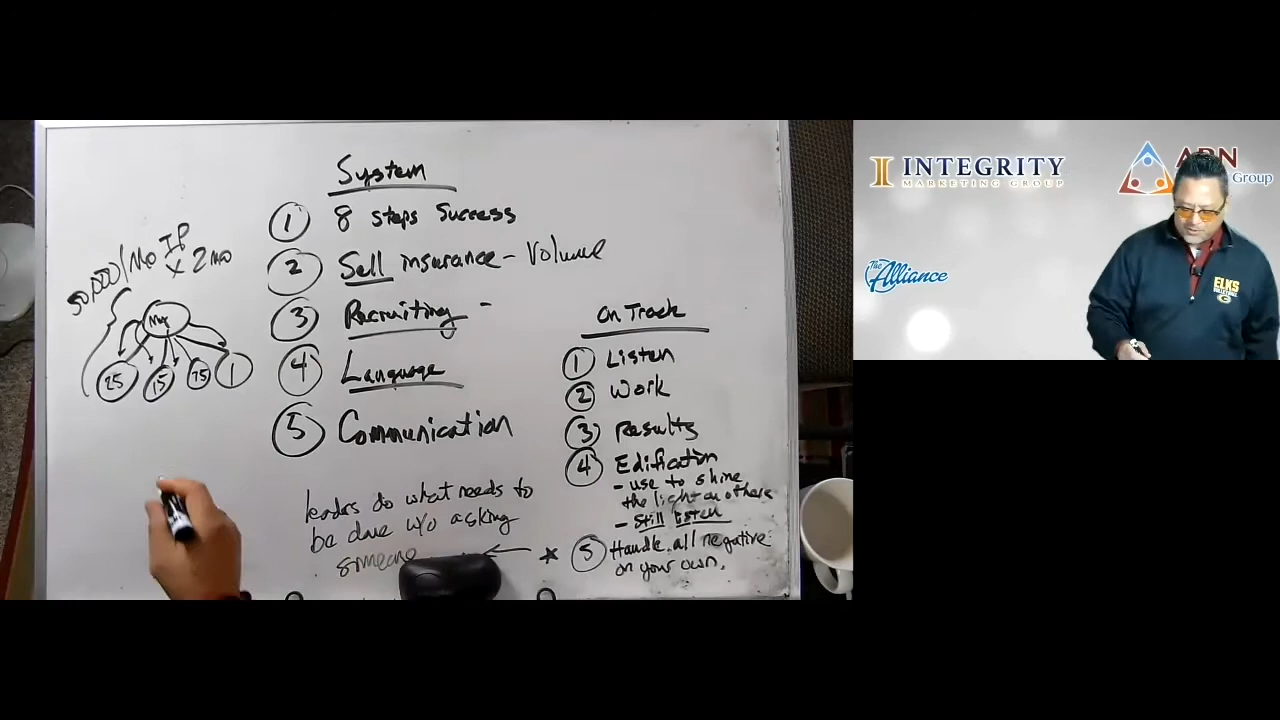 System
① 8 steps Success
② Sell insurance - Volume
③ Recruiting -
④ Language
⑤ Communication
50,000/Mo IP
x 2 Mo
25 15 75 1
leaders do what needs to
be done w/o asking
someone
On Track
① Listen
② Work
③ Results
④ Edification
- use to shine
the light on others
- Still listen
* ⑤ Handle all negative
on your own.
INTEGRITY
MARKETING GROUP
Group
The Alliance
ELKS
G